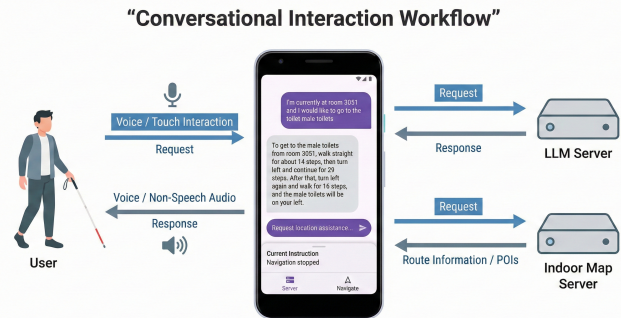 “Conversational Interaction Workflow”
Voice / Touch Interaction
Request
Voice / Non-Speech Audio
Response
User
I'm currently at room 3051
and I would like to go to the
toilet male toilets
To get to the male toilets
from room 3051, walk straight
for about 14 steps, then turn
left and continue for 29
steps. After that, turn left
again and walk for 16 steps,
and the male toilets will be
on your left.
Request location assistance...
Current Instruction
Navigation stopped
Server
Navigate
Request
Response
LLM Server
Request
Route Information / POIs
Indoor Map
Server